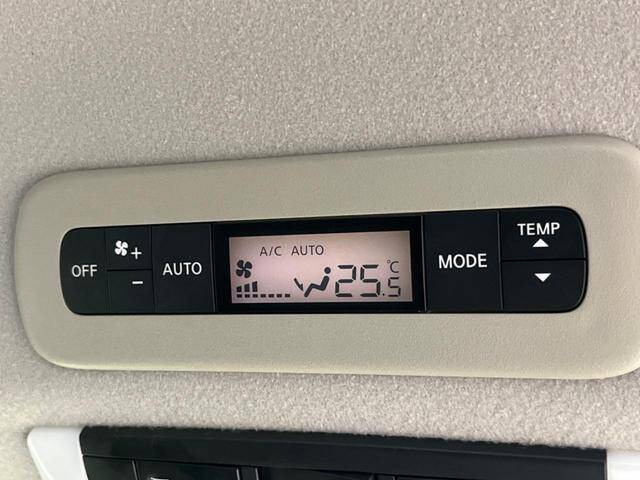 OFF
+
−
AUTO
A/C AUTO
25.5 °C
MODE
TEMP